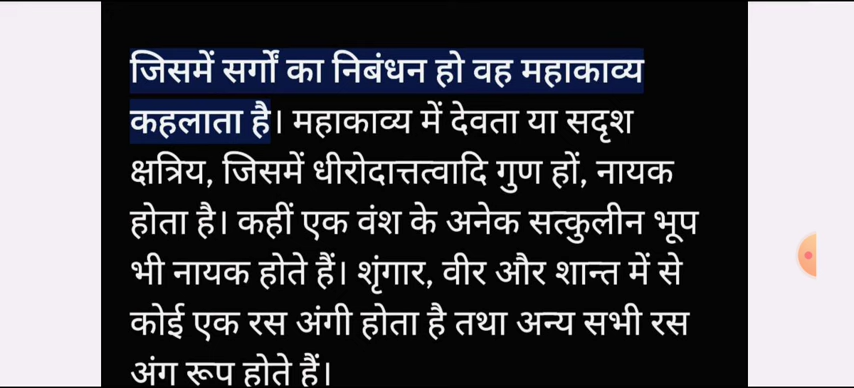 जिसमें सर्गों का निबंधन हो वह महाकाव्य
कहलाता है। महाकाव्य में देवता या सदृश
क्षत्रिय, जिसमें धीरोदात्तत्वादि गुण हों, नायक
होता है। कहीं एक वंश के अनेक सत्कुलीन भूप
भी नायक होते हैं। शृंगार, वीर और शान्त में से
कोई एक रस अंगी होता है तथा अन्य सभी रस
अंग रूप होते हैं।